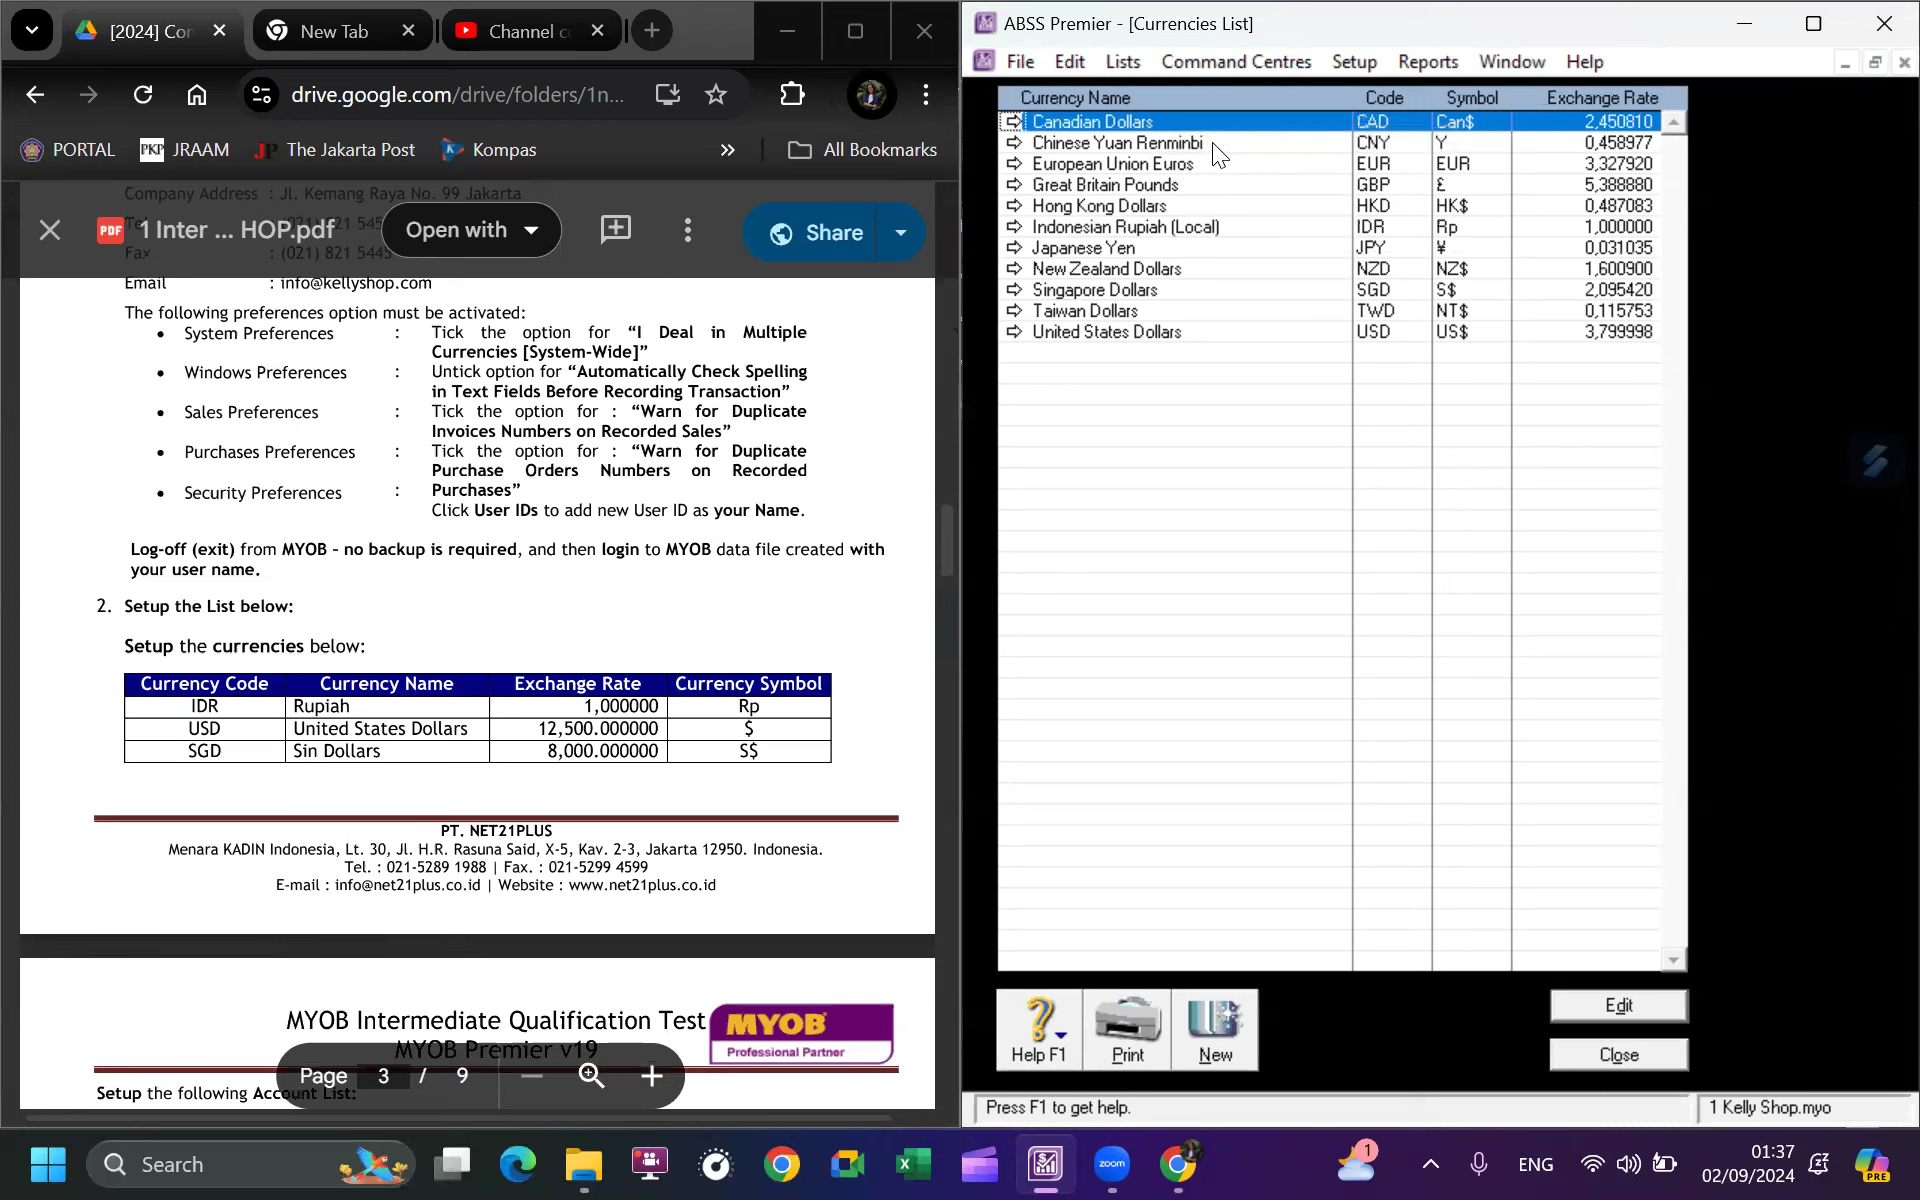 [2024] Con
New Tab
Channel c
drive.google.com/drive/folders/1n...
PORTAL
PKP JRAAM
JP The Jakarta Post
Kompas
»
All Bookmarks
Company Address : Jl. Kemang Raya No. 99 Jakarta
PDF 1 Inter ... HOP.pdf
Open with
Share
Fax : (021) 821 5445
Email : info@kellyshop.com
The following preferences option must be activated:
• System Preferences : Tick the option for “I Deal in Multiple
Currencies [System-Wide]”
• Windows Preferences : Untick option for “Automatically Check Spelling
in Text Fields Before Recording Transaction”
• Sales Preferences : Tick the option for : “Warn for Duplicate
Invoices Numbers on Recorded Sales”
• Purchases Preferences : Tick the option for : “Warn for Duplicate
Purchase Orders Numbers on Recorded
Purchases”
• Security Preferences :
Click User IDs to add new User ID as your Name.
Log-off (exit) from MYOB - no backup is required, and then login to MYOB data file created with
your user name.
2. Setup the List below:
Setup the currencies below:
Currency Code Currency Name Exchange Rate Currency Symbol
IDR Rupiah 1,000000 Rp
USD United States Dollars 12,500.000000 $
SGD Sin Dollars 8,000.000000 S$
PT. NET21PLUS
Menara KADIN Indonesia, Lt. 30, Jl. H.R. Rasuna Said, X-5, Kav. 2-3, Jakarta 12950. Indonesia.
Tel. : 021-5289 1988 | Fax. : 021-5299 4599
E-mail : info@net21plus.co.id | Website : www.net21plus.co.id
MYOB Intermediate Qualification Test
MYOB Premier v19
MYOB
Professional Partner
Page 3 / 9
Setup the following Account List:
ABSS Premier - [Currencies List]
File Edit Lists Command Centres Setup Reports Window Help
Currency Name Code Symbol Exchange Rate
Canadian Dollars CAD Can$ 2,450810
Chinese Yuan Renminbi CNY Y 0,458977
European Union Euros EUR EUR 3,327920
Great Britain Pounds GBP £ 5,388880
Hong Kong Dollars HKD HK$ 0,487083
Indonesian Rupiah (Local) IDR Rp 1,000000
Japanese Yen JPY ¥ 0,031035
New Zealand Dollars NZD NZ$ 1,600900
Singapore Dollars SGD S$ 2,095420
Taiwan Dollars TWD NT$ 0,115753
United States Dollars USD US$ 3,799998
Help F1
Print
New
Edit
Close
Press F1 to get help.
1 Kelly Shop.myo
Search
zoom
1
ENG
01:37
02/09/2024
PRE